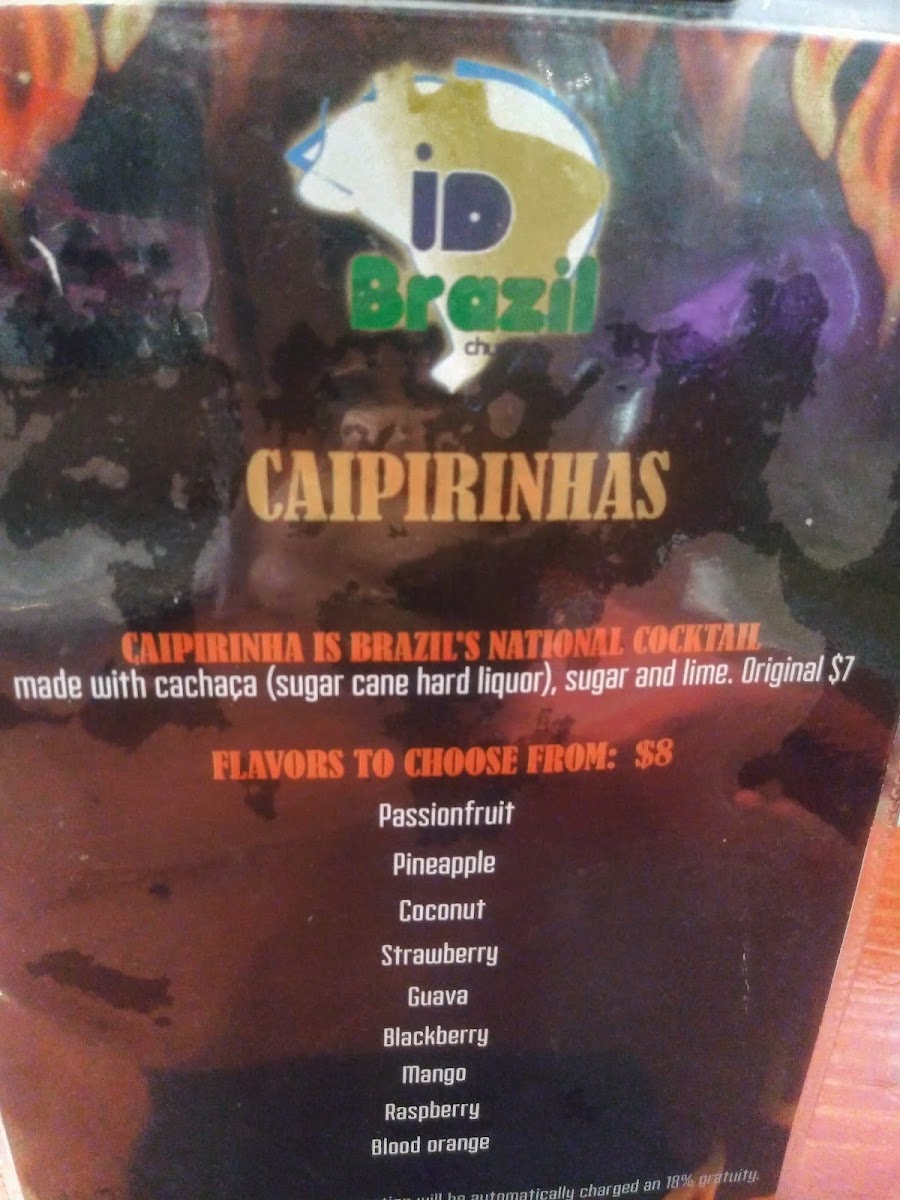 iD
Brazil
CAIPIRINHAS
CAIPIRINHA IS BRAZIL'S NATIONAL COCKTAIL
made with cachaça (sugar cane hard liquor), sugar and lime. Original $7
FLAVORS TO CHOOSE FROM: $8
Passionfruit
Pineapple
Coconut
Strawberry
Guava
Blackberry
Mango
Raspberry
Blood orange
will be automatically charged an 18% gratuity.